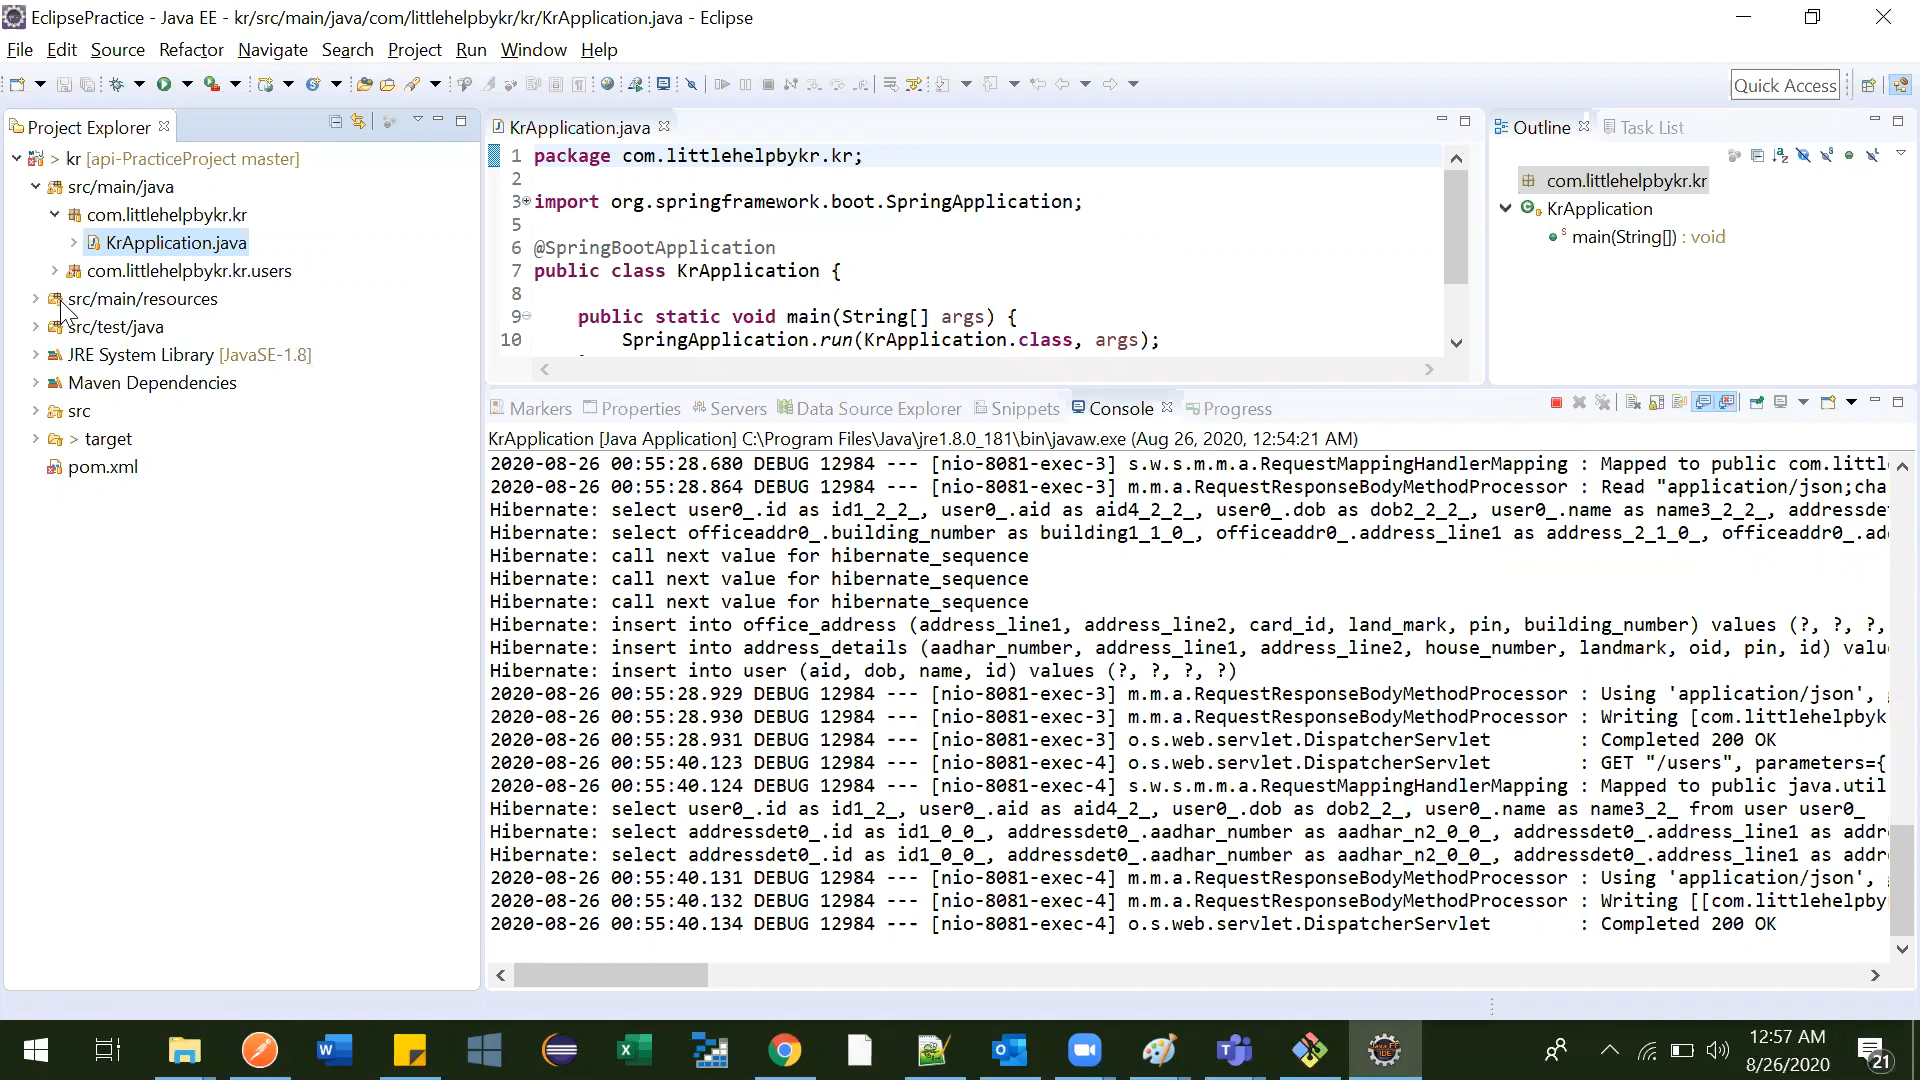 EclipsePractice - Java EE - kr/src/main/java/com/littlehelpbykr/kr/KrApplication.java - Eclipse
File Edit Source Refactor Navigate Search Project Run Window Help
Quick Access
Project Explorer
kr [api-PracticeProject master]
src/main/java
com.littlehelpbykr.kr
KrApplication.java
com.littlehelpbykr.kr.users
src/main/resources
src/test/java
JRE System Library [JavaSE-1.8]
Maven Dependencies
src
> target
pom.xml
KrApplication.java
1 package com.littlehelpbykr.kr;
2
3 import org.springframework.boot.SpringApplication;
5
6 @SpringBootApplication
7 public class KrApplication {
8
9 public static void main(String[] args) {
10 SpringApplication.run(KrApplication.class, args);
Outline Task List
com.littlehelpbykr.kr
KrApplication
main(String[]) : void
Markers Properties Servers Data Source Explorer Snippets Console Progress
KrApplication [Java Application] C:\Program Files\Java\jre1.8.0_181\bin\javaw.exe (Aug 26, 2020, 12:54:21 AM)
2020-08-26 00:55:28.680 DEBUG 12984 --- [nio-8081-exec-3] s.w.s.m.m.a.RequestMappingHandlerMapping : Mapped to public com.littl
2020-08-26 00:55:28.864 DEBUG 12984 --- [nio-8081-exec-3] m.m.a.RequestResponseBodyMethodProcessor : Read "application/json;cha
Hibernate: select user0_.id as id1_2_2_, user0_.aid as aid4_2_2_, user0_.dob as dob2_2_2_, user0_.name as name3_2_2_, addressde
Hibernate: select officeaddr0_.building_number as building1_1_0_, officeaddr0_.address_line1 as address_2_1_0_, officeaddr0_.ad
Hibernate: call next value for hibernate_sequence
Hibernate: call next value for hibernate_sequence
Hibernate: call next value for hibernate_sequence
Hibernate: insert into office_address (address_line1, address_line2, card_id, land_mark, pin, building_number) values (?, ?, ?,
Hibernate: insert into address_details (aadhar_number, address_line1, address_line2, house_number, landmark, oid, pin, id) valu
Hibernate: insert into user (aid, dob, name, id) values (?, ?, ?, ?)
2020-08-26 00:55:28.929 DEBUG 12984 --- [nio-8081-exec-3] m.m.a.RequestResponseBodyMethodProcessor : Using 'application/json',
2020-08-26 00:55:28.930 DEBUG 12984 --- [nio-8081-exec-3] m.m.a.RequestResponseBodyMethodProcessor : Writing [com.littlehelpbyk
2020-08-26 00:55:28.931 DEBUG 12984 --- [nio-8081-exec-3] o.s.web.servlet.DispatcherServlet : Completed 200 OK
2020-08-26 00:55:40.123 DEBUG 12984 --- [nio-8081-exec-4] o.s.web.servlet.DispatcherServlet : GET "/users", parameters={
2020-08-26 00:55:40.124 DEBUG 12984 --- [nio-8081-exec-4] s.w.s.m.m.a.RequestMappingHandlerMapping : Mapped to public java.util
Hibernate: select user0_.id as id1_2_, user0_.aid as aid4_2_, user0_.dob as dob2_2_, user0_.name as name3_2_ from user user0_
Hibernate: select addressdet0_.id as id1_0_0_, addressdet0_.aadhar_number as aadhar_n2_0_0_, addressdet0_.address_line1 as addr
Hibernate: select addressdet0_.id as id1_0_0_, addressdet0_.aadhar_number as aadhar_n2_0_0_, addressdet0_.address_line1 as addr
2020-08-26 00:55:40.131 DEBUG 12984 --- [nio-8081-exec-4] m.m.a.RequestResponseBodyMethodProcessor : Using 'application/json',
2020-08-26 00:55:40.132 DEBUG 12984 --- [nio-8081-exec-4] m.m.a.RequestResponseBodyMethodProcessor : Writing [[com.littlehelpby
2020-08-26 00:55:40.134 DEBUG 12984 --- [nio-8081-exec-4] o.s.web.servlet.DispatcherServlet : Completed 200 OK
12:57 AM
8/26/2020
21